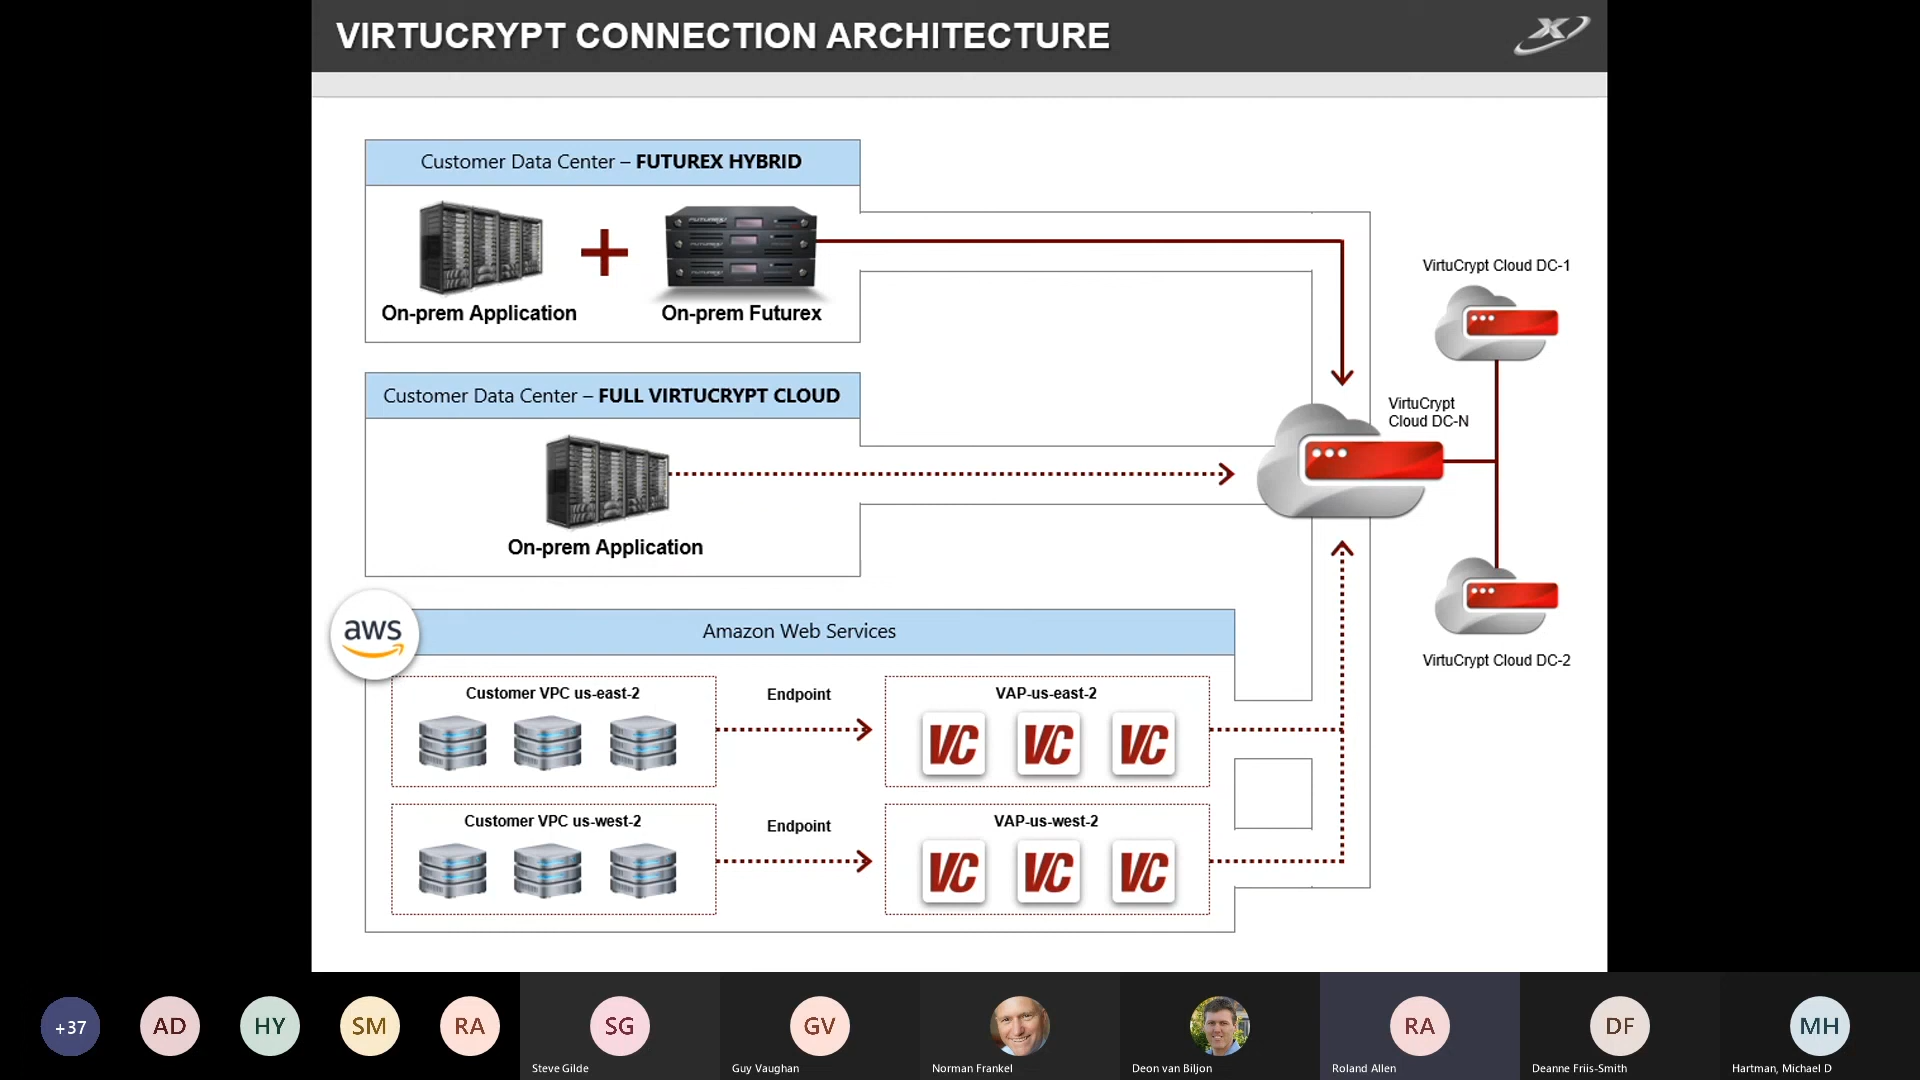 VIRTUCRYPT CONNECTION ARCHITECTURE
Customer Data Center – FUTUREX HYBRID
On-prem Application
On-prem Futurex
VirtuCrypt Cloud DC-1
Customer Data Center – FULL VIRTUCRYPT CLOUD
VirtuCrypt
Cloud DC-N
On-prem Application
aws
Amazon Web Services
VirtuCrypt Cloud DC-2
Customer VPC us-east-2
Endpoint
VAP-us-east-2
VC VC VC
Customer VPC us-west-2
Endpoint
VAP-us-west-2
VC VC VC
+37
AD
HY
SM
RA
SG
Steve Gilde
GV
Guy Vaughan
Norman Frankel
Deon van Biljon
RA
Roland Allen
DF
Deanne Friis-Smith
MH
Hartman, Michael D